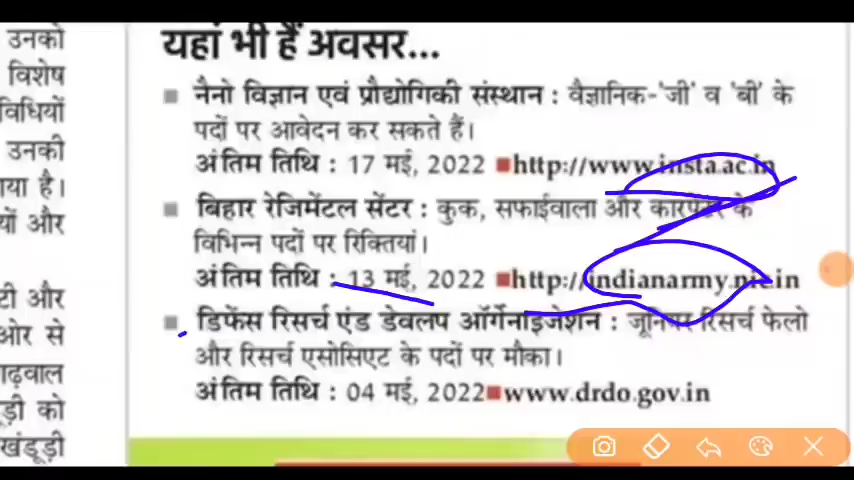 उनको
विशेष
विधियों
उनकी
गया है।
यों और
टी और
ओर से
गढ़वाल
ड़ी को
खंडूड़ी
यहां भी हैं अवसर...
नैनो विज्ञान एवं प्रौद्योगिकी संस्थान : वैज्ञानिक-'जी' व 'बी' के
पदों पर आवेदन कर सकते हैं।
अंतिम तिथि : 17 मई, 2022 ■http://www.insta.ac.in
बिहार रेजिमेंटल सेंटर : कुक, सफाईवाला और कारपेंटर के
विभिन्न पदों पर रिक्तियां।
अंतिम तिथि : 13 मई, 2022 ■http://indianarmy.nic.in
डिफेंस रिसर्च एंड डेवलप ऑर्गेनाइजेशन : जूनियर रिसर्च फेलो
और रिसर्च एसोसिएट के पदों पर मौका।
अंतिम तिथि : 04 मई, 2022■www.drdo.gov.in